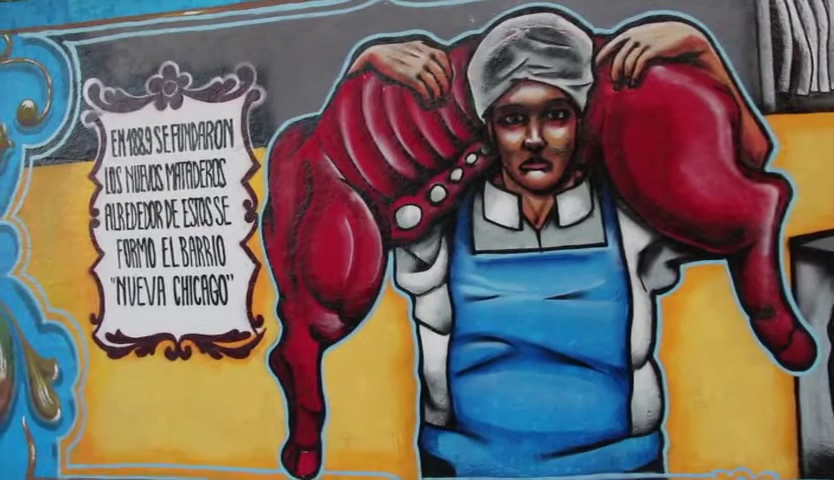 EN 1889 SE FUNDARON
LOS NUEVOS MATADEROS
ALREDEDOR DE ESTOS SE
FORMO EL BARRIO
"NUEVA CHICAGO"